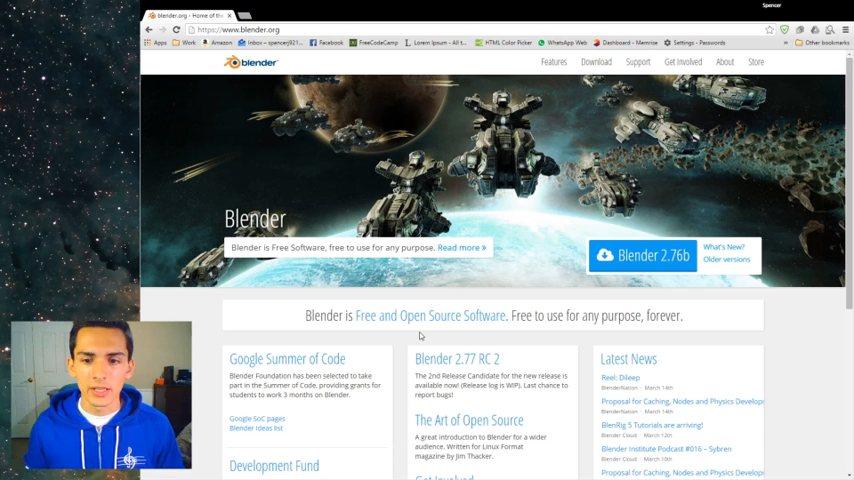 Spencer
blender.org - Home of the
https://www.blender.org
Apps
Work
Amazon
Inbox - spencerj921...
Facebook
FreeCodeCamp
Lorem Ipsum - All t...
HTML Color Picker
WhatsApp Web
Dashboard - Memrise
Settings - Passwords
»
Other bookmarks
blender
Features
Download
Support
Get Involved
About
Store
Blender
Blender is Free Software, free to use for any purpose. Read more »
Blender 2.76b
What's New?
Older versions
Blender is Free and Open Source Software. Free to use for any purpose, forever.
Google Summer of Code
Blender Foundation has been selected to take
part in the Summer of Code, providing grants for
students to work 3 months on Blender.
Google SoC pages
Blender Ideas list
Development Fund
Blender 2.77 RC 2
The 2nd Release Candidate for the new release is
available now! (Release log is WIP). Last chance to
report bugs!
The Art of Open Source
A great introduction to Blender for a wider
audience. Written for Linux Format
magazine by Jim Thacker.
Get Involved
Latest News
Reel: Dileep
BlenderNation - March 14th
Proposal for Caching, Nodes and Physics Develop
BlenderNation - March 14th
BlenRig 5 Tutorials are arriving!
Blender Cloud - March 12th
Blender Institute Podcast #016 – Sybren
Blender Cloud - March 10th
Proposal for Caching, Nodes and Physics Develop